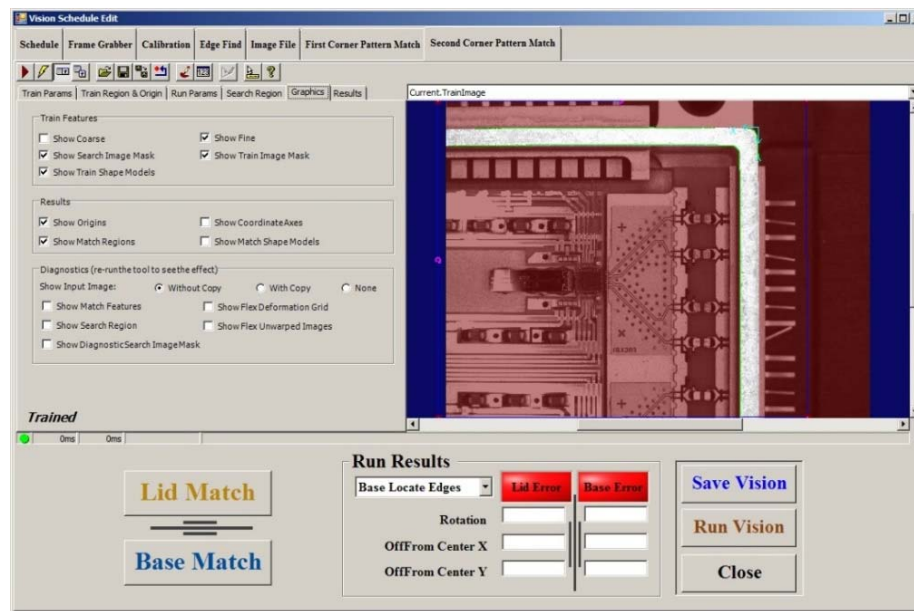 Vision Schedule Edit
Schedule Frame Grabber Calibration Edge Find Image File First Corner Pattern Match Second Corner Pattern Match
Train Params Train Region & Origin Run Params Search Region Graphics Results
Current.TrainImage
Train Features
Show Coarse Show Fine
Show Search Image Mask Show Train Image Mask
Show Train Shape Models
Results
Show Origins Show CoordinateAxes
Show Match Regions Show Match Shape Models
Diagnostics (re-run the tool to see the effect)
Show Input Image: Without Copy With Copy None
Show Match Features Show Flex Deformation Grid
Show Search Region Show Flex Unwarped Images
Show Diagnostic Search Image Mask
Trained
0ms 0ms
Lid Match
Base Match
Run Results
Base Locate Edges Lid Error Base Error
Rotation
OffFrom Center X
OffFrom Center Y
Save Vision
Run Vision
Close